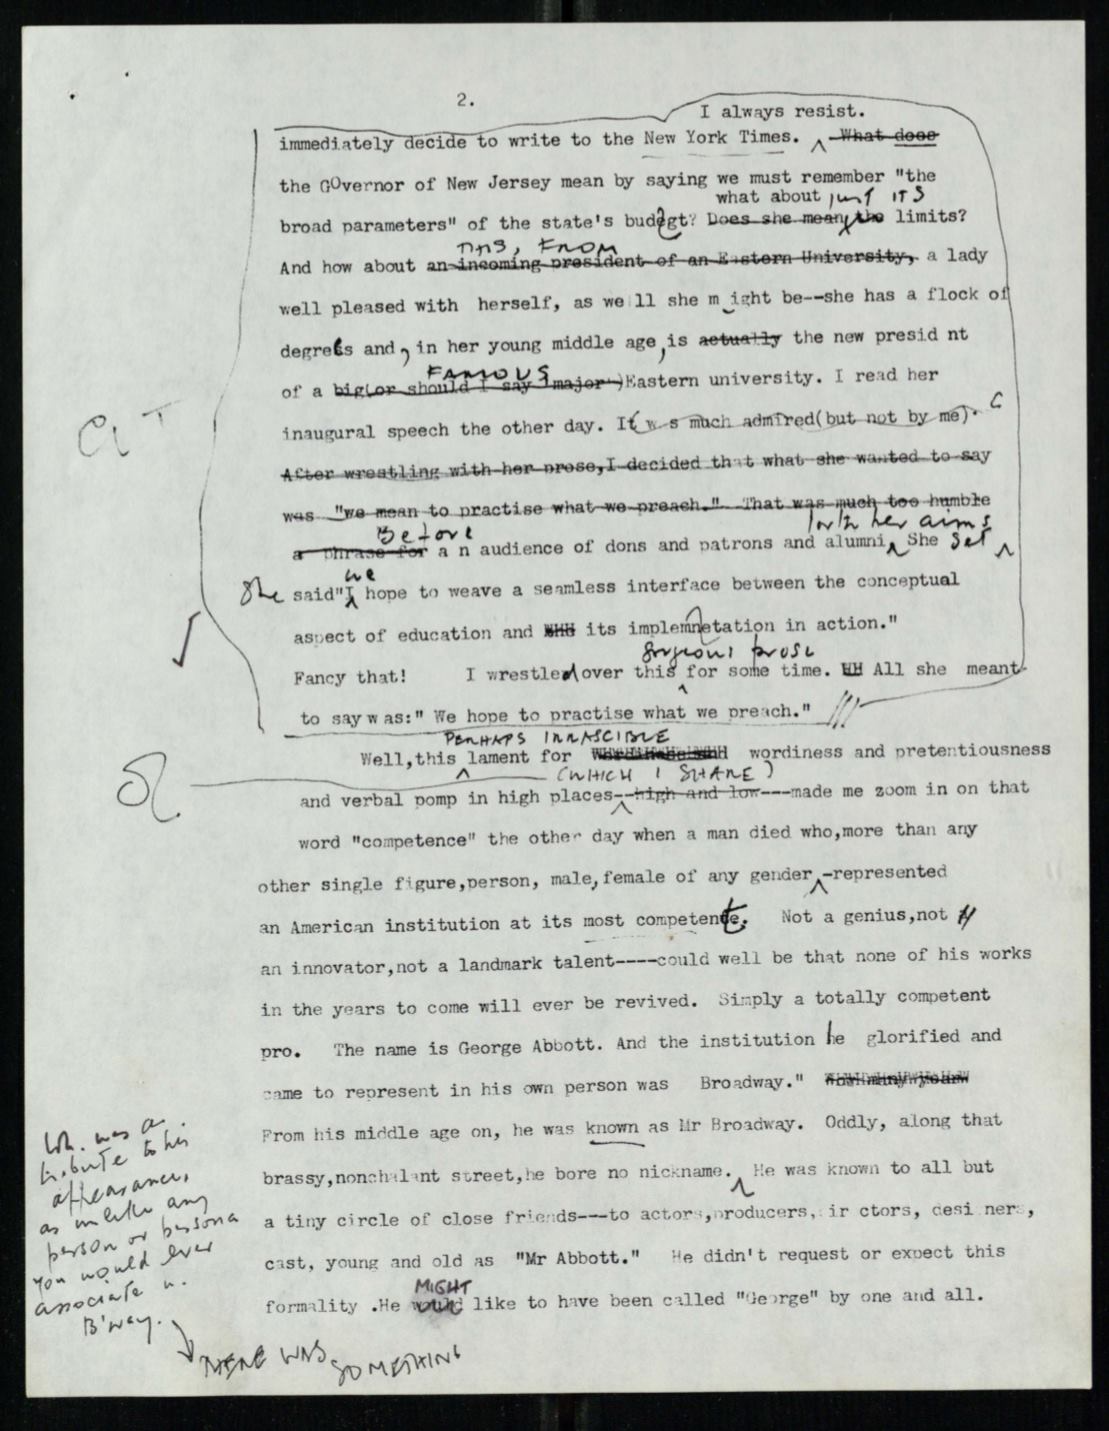 2.
I always resist.
immediately decide to write to the New York Times. What does
the GOvernor of New Jersey mean by saying we must remember "the
what about just ITS
broad parameters" of the state's budegt? Does she mean the limits?
THIS, FROM
And how about an incoming president of an Eastern University, a lady
well pleased with herself, as we ll she m ight be--she has a flock of
degrees and, in her young middle age, is actually the new presid nt
FAMOUS
of a big(or should I say "major")Eastern university. I read her
inaugural speech the other day. It w s much admired(but not by me).
After wrestling with her prose,I decided that what she wanted to say
was "we mean to practise what we preach." That was much too humble
forth her aims
Before
a phrase for a n audience of dons and patrons and alumni She set
we
She said"I hope to weave a seamless interface between the conceptual
aspect of education and its implemnetation in action."
gorgeous prose
Fancy that! I wrestled over this for some time. All she meant
to say w as:" We hope to practise what we preach."
PERHAPS IRRASCIBLE
Well,this lament for wordiness and pretentiousness
(WHICH I SHARE)
and verbal pomp in high places--high and low---made me zoom in on that
word "competence" the other day when a man died who,more than any
other single figure,person, male,female of any gender -represented
an American institution at its most competent. Not a genius,not
an innovator,not a landmark talent----could well be that none of his works
in the years to come will ever be revived. Simply a totally competent
pro. The name is George Abbott. And the institution he glorified and
came to represent in his own person was Broadway."
From his middle age on, he was known as Mr Broadway. Oddly, along that
brassy,nonchalant street,he bore no nickname. He was known to all but
a tiny circle of close friends---to actors,producers, ir ctors, desi ners,
cast, young and old as "Mr Abbott." He didn't request or expect this
MIGHT
formality .He would like to have been called "George" by one and all.
Wh. was a
tribute to his
appearance,
as unlike any
person or persona
you would ever
associate w.
B'way.
THERE WAS SOMETHING